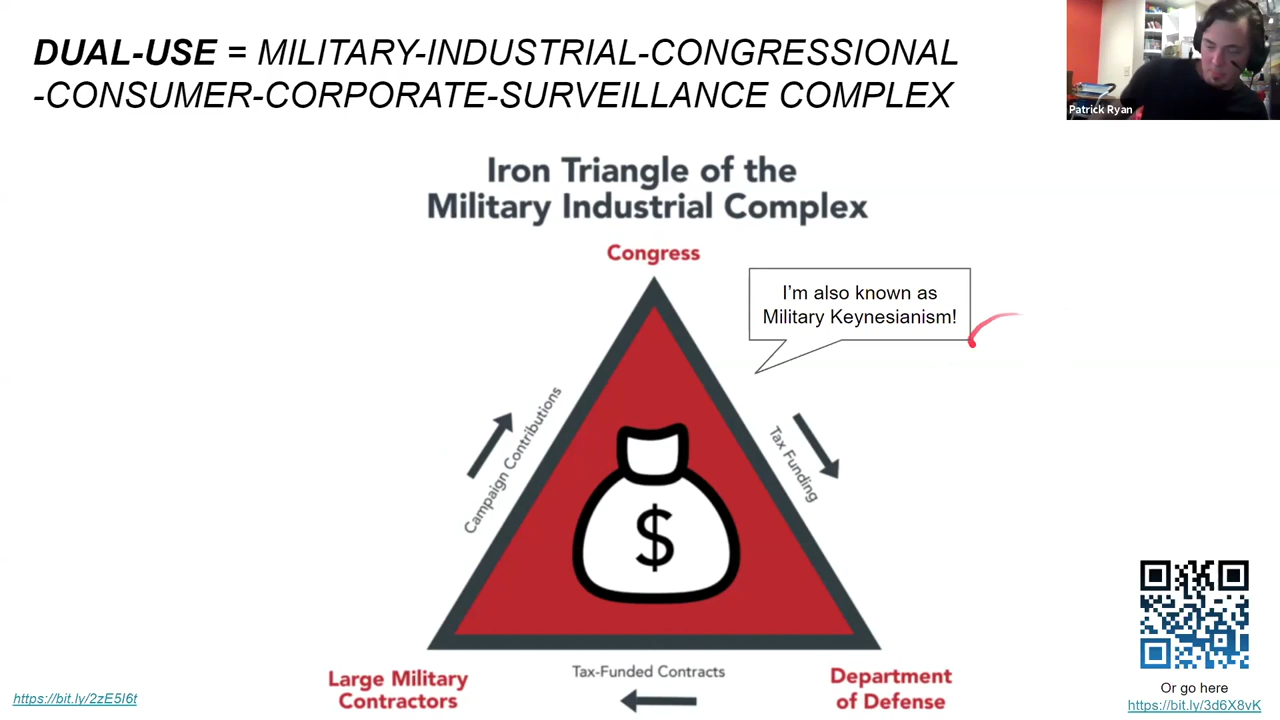 DUAL-USE = MILITARY-INDUSTRIAL-CONGRESSIONAL
-CONSUMER-CORPORATE-SURVEILLANCE COMPLEX
Patrick Ryan
Iron Triangle of the
Military Industrial Complex
Congress
I'm also known as
Military Keynesianism!
Campaign Contributions
Tax Funding
$
Tax-Funded Contracts
Large Military
Contractors
Department
of Defense
https://bit.ly/2zE5I6t
Or go here
https://bit.ly/3d6X8vK